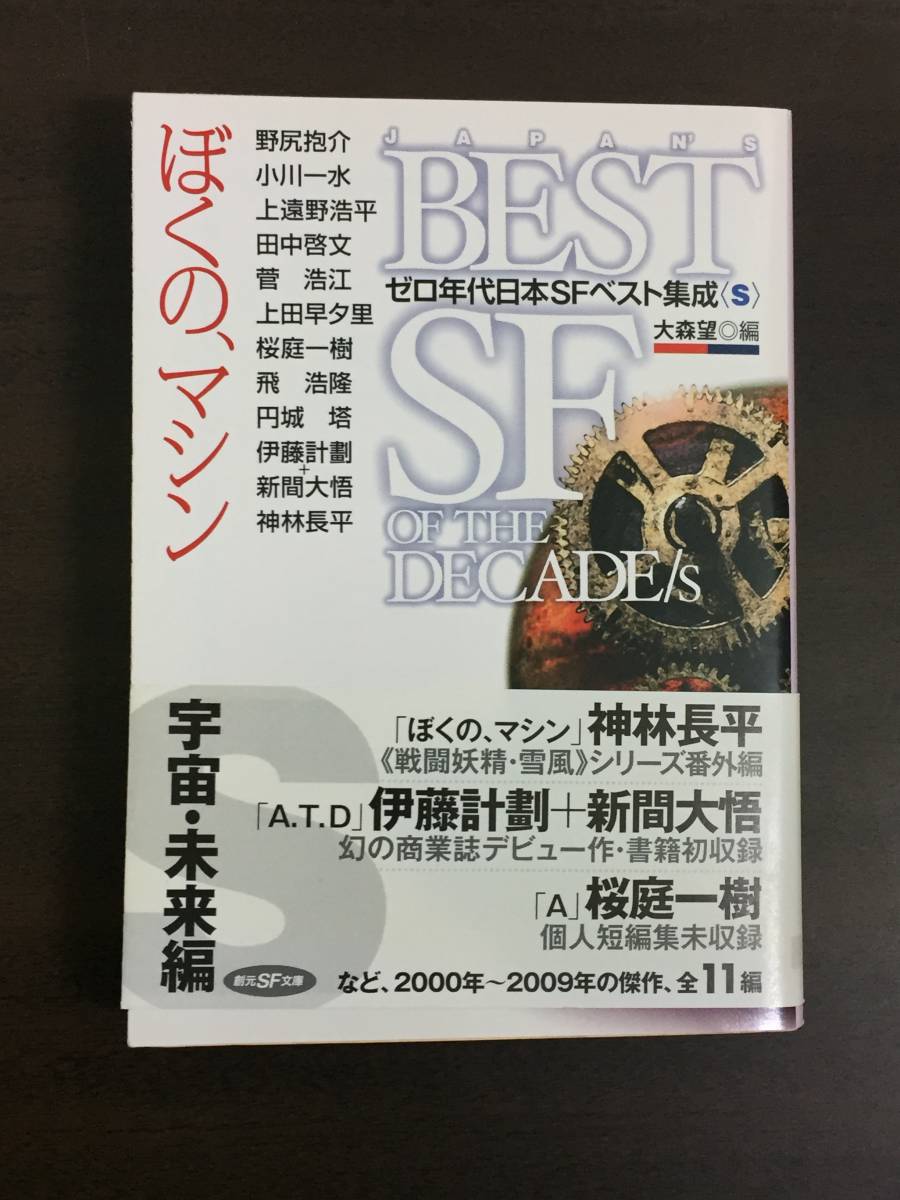 ぼくの、マシン
野尻抱介
小川一水
上遠野浩平
田中啓文
菅 浩江
上田早夕里
桜庭一樹
飛 浩隆
円城 塔
伊藤計劃
+
新間大悟
神林長平
JAPAN'S
BEST
ゼロ年代日本SFベスト集成〈S〉
大森望◎編
SF
OF THE
DECADE/S
S
宇宙・未来編
創元SF文庫
「ぼくの、マシン」神林長平
《戦闘妖精・雪風》シリーズ番外編
「A.T.D」伊藤計劃+新間大悟
幻の商業誌デビュー作・書籍初収録
「A」桜庭一樹
個人短編集未収録
など、2000年〜2009年の傑作、全11編